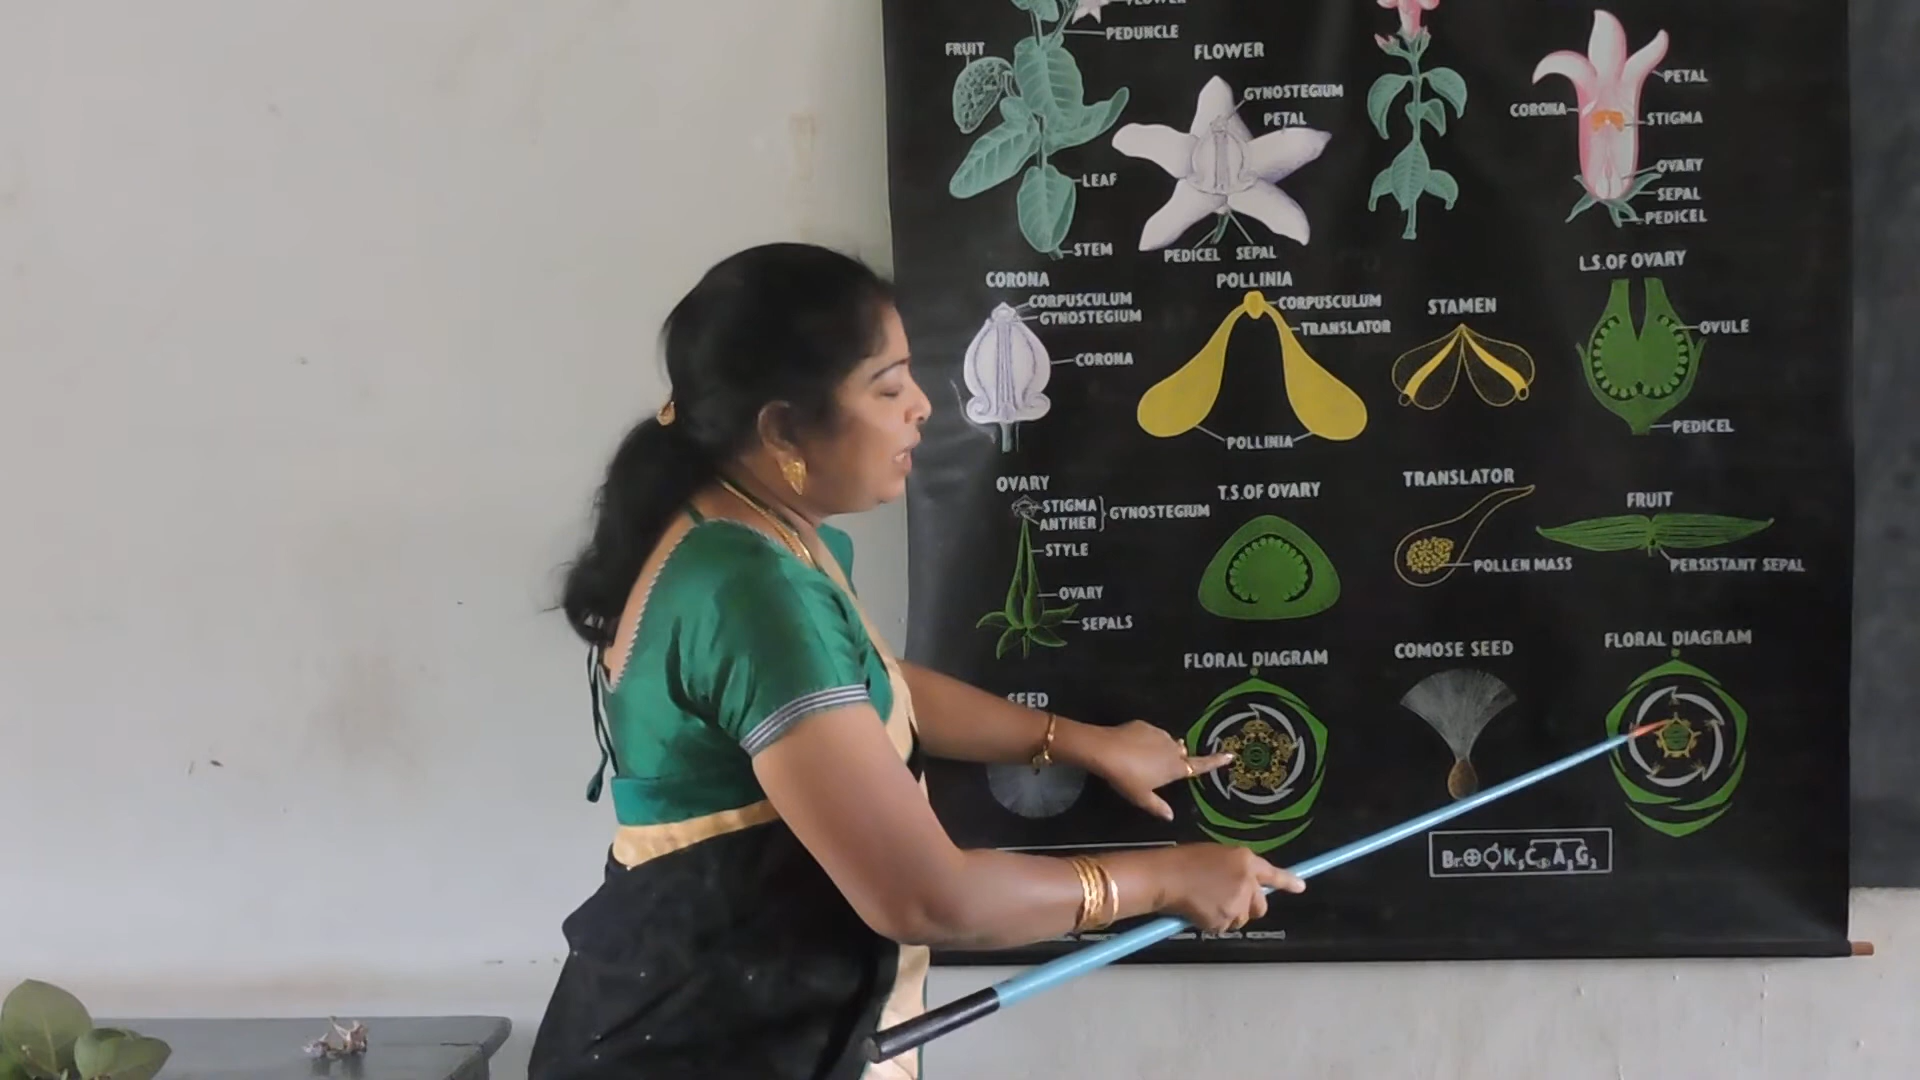 FLOWER
PEDUNCLE
FRUIT
LEAF
STEM
FLOWER
GYNOSTEGIUM
PETAL
PEDICEL SEPAL
PETAL
CORONA
STIGMA
OVARY
SEPAL
PEDICEL
CORONA
CORPUSCULUM
GYNOSTEGIUM
CORONA
POLLINIA
CORPUSCULUM
TRANSLATOR
POLLINIA
STAMEN
L.S.OF OVARY
OVULE
PEDICEL
OVARY
STIGMA
ANTHER
GYNOSTEGIUM
STYLE
OVARY
SEPALS
T.S.OF OVARY
TRANSLATOR
POLLEN MASS
FRUIT
PERSISTANT SEPAL
SEED
FLORAL DIAGRAM
COMOSE SEED
FLORAL DIAGRAM